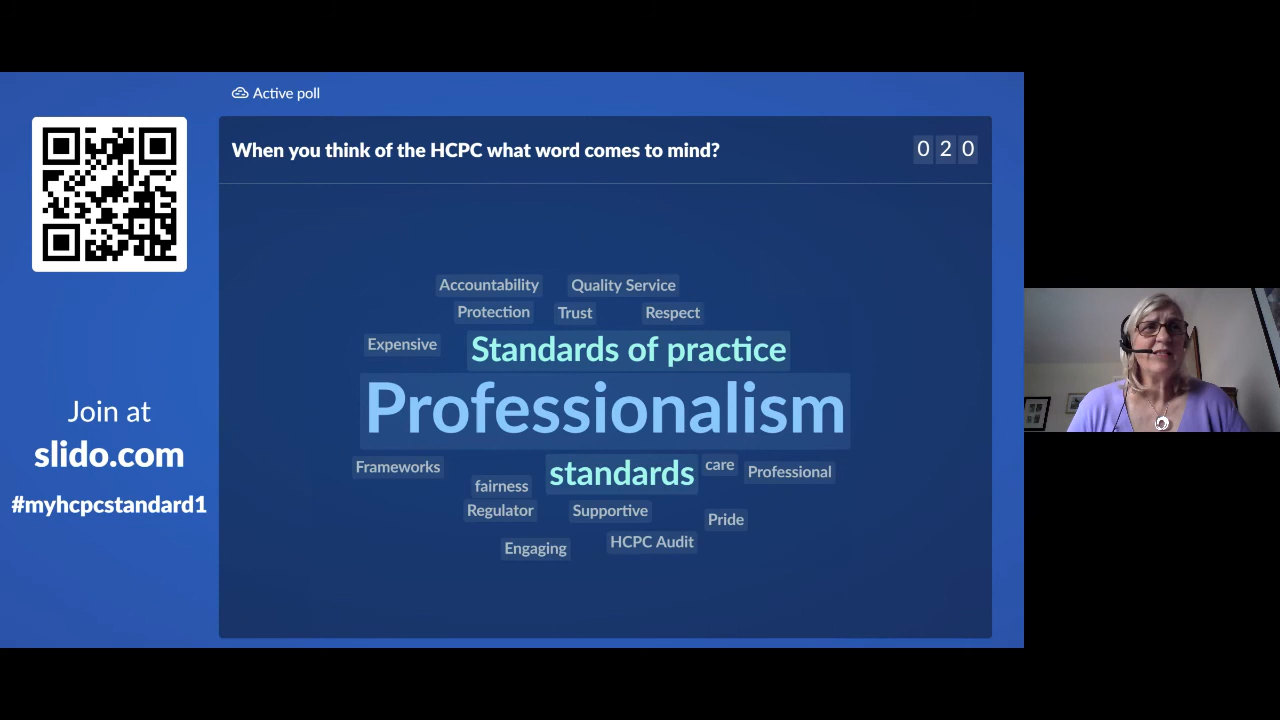 Active poll
When you think of the HCPC what word comes to mind?
0 2 0
Accountability Quality Service
Protection Trust Respect
Expensive Standards of practice
Professionalism
Frameworks fairness standards care Professional
Regulator Supportive Pride
Engaging HCPC Audit
Join at
slido.com
#myhcpcstandard1